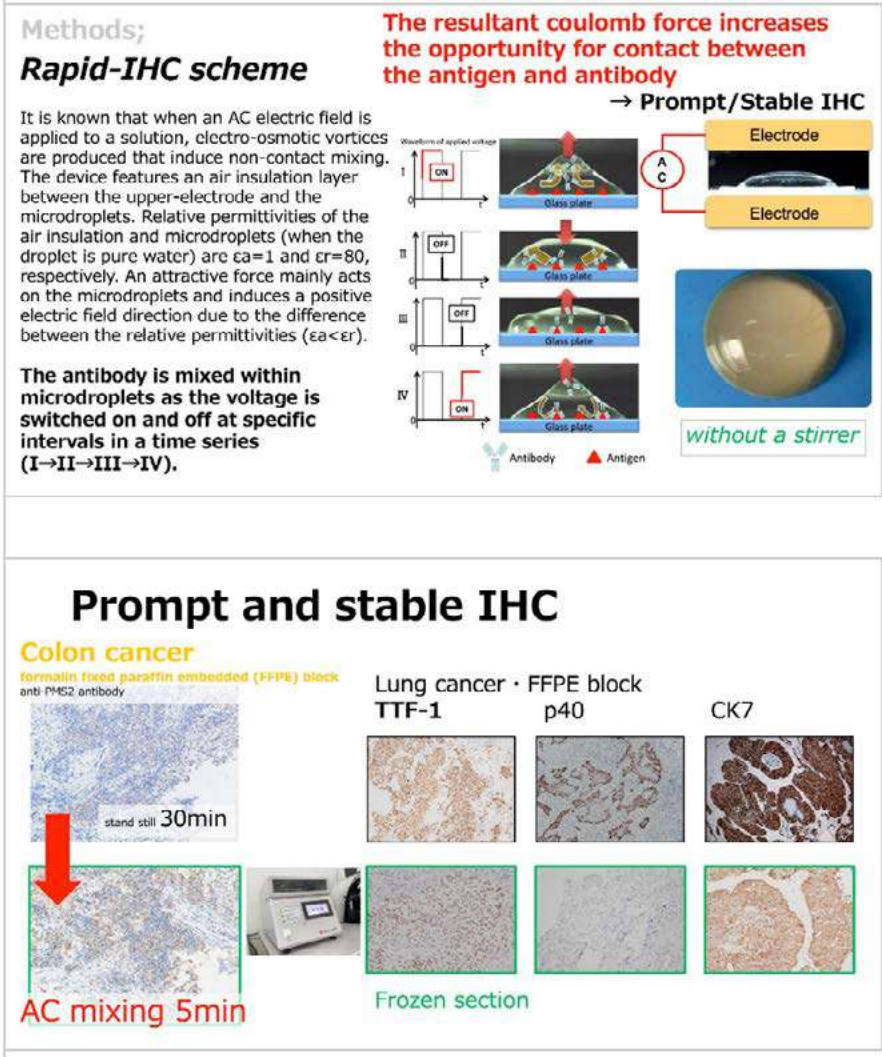 Methods;
Rapid-IHC scheme
The resultant coulomb force increases
the opportunity for contact between
the antigen and antibody
→ Prompt/Stable IHC
It is known that when an AC electric field is
applied to a solution, electro-osmotic vortices
are produced that induce non-contact mixing.
The device features an air insulation layer
between the upper-electrode and the
microdroplets. Relative permittivities of the
air insulation and microdroplets (when the
droplet is pure water) are εa=1 and εr=80,
respectively. An attractive force mainly acts
on the microdroplets and induces a positive
electric field direction due to the difference
between the relative permittivities (εa<εr).
The antibody is mixed within
microdroplets as the voltage is
switched on and off at specific
intervals in a time series
(I→II→III→IV).
Waveform of applied voltage
I
ON
0
t
Glass plate
II
OFF
0
t
Glass plate
III
OFF
0
t
Glass plate
IV
ON
0
t
Glass plate
Antibody
Antigen
Electrode
A
C
Electrode
without a stirrer
Prompt and stable IHC
Colon cancer
formalin fixed paraffin embedded (FFPE) block
anti-PMS2 antibody
stand still 30min
AC mixing 5min
Lung cancer・FFPE block
TTF-1 p40 CK7
Frozen section